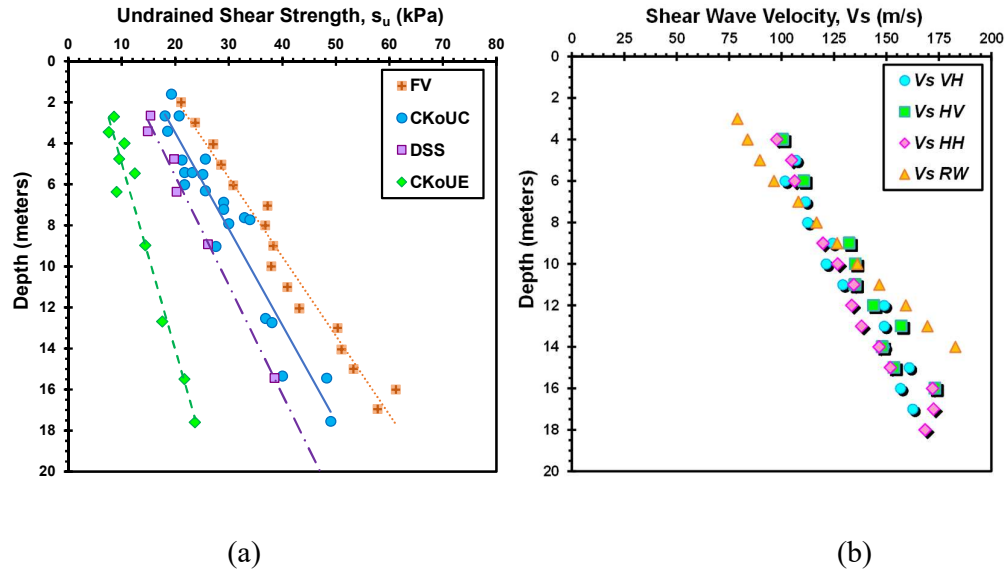 Undrained Shear Strength, su (kPa)
0 10 20 30 40 50 60 70 80
0
2
4
6
8
10
12
14
16
18
20
Depth (meters)
FV
CKoUC
DSS
CKoUE
(a)
Shear Wave Velocity, Vs (m/s)
0 25 50 75 100 125 150 175 200
0
2
4
6
8
10
12
14
16
18
20
Depth (meters)
Vs VH
Vs HV
Vs HH
Vs RW
(b)